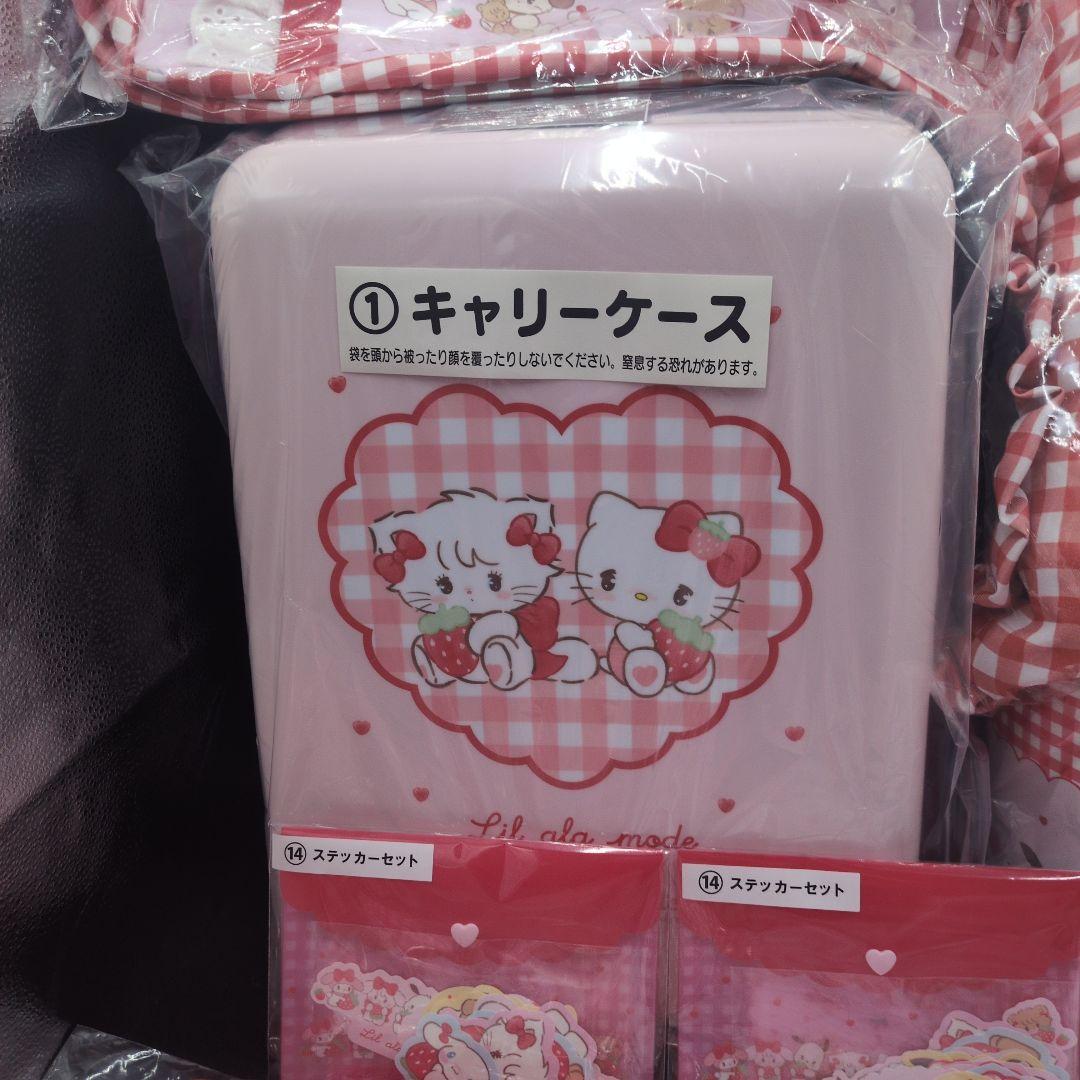 ① キャリーケース
袋を頭から被ったり顔を覆ったりしないでください。窒息する恐れがあります。
Lil ala mode
⑭ ステッカーセット
⑭ ステッカーセット